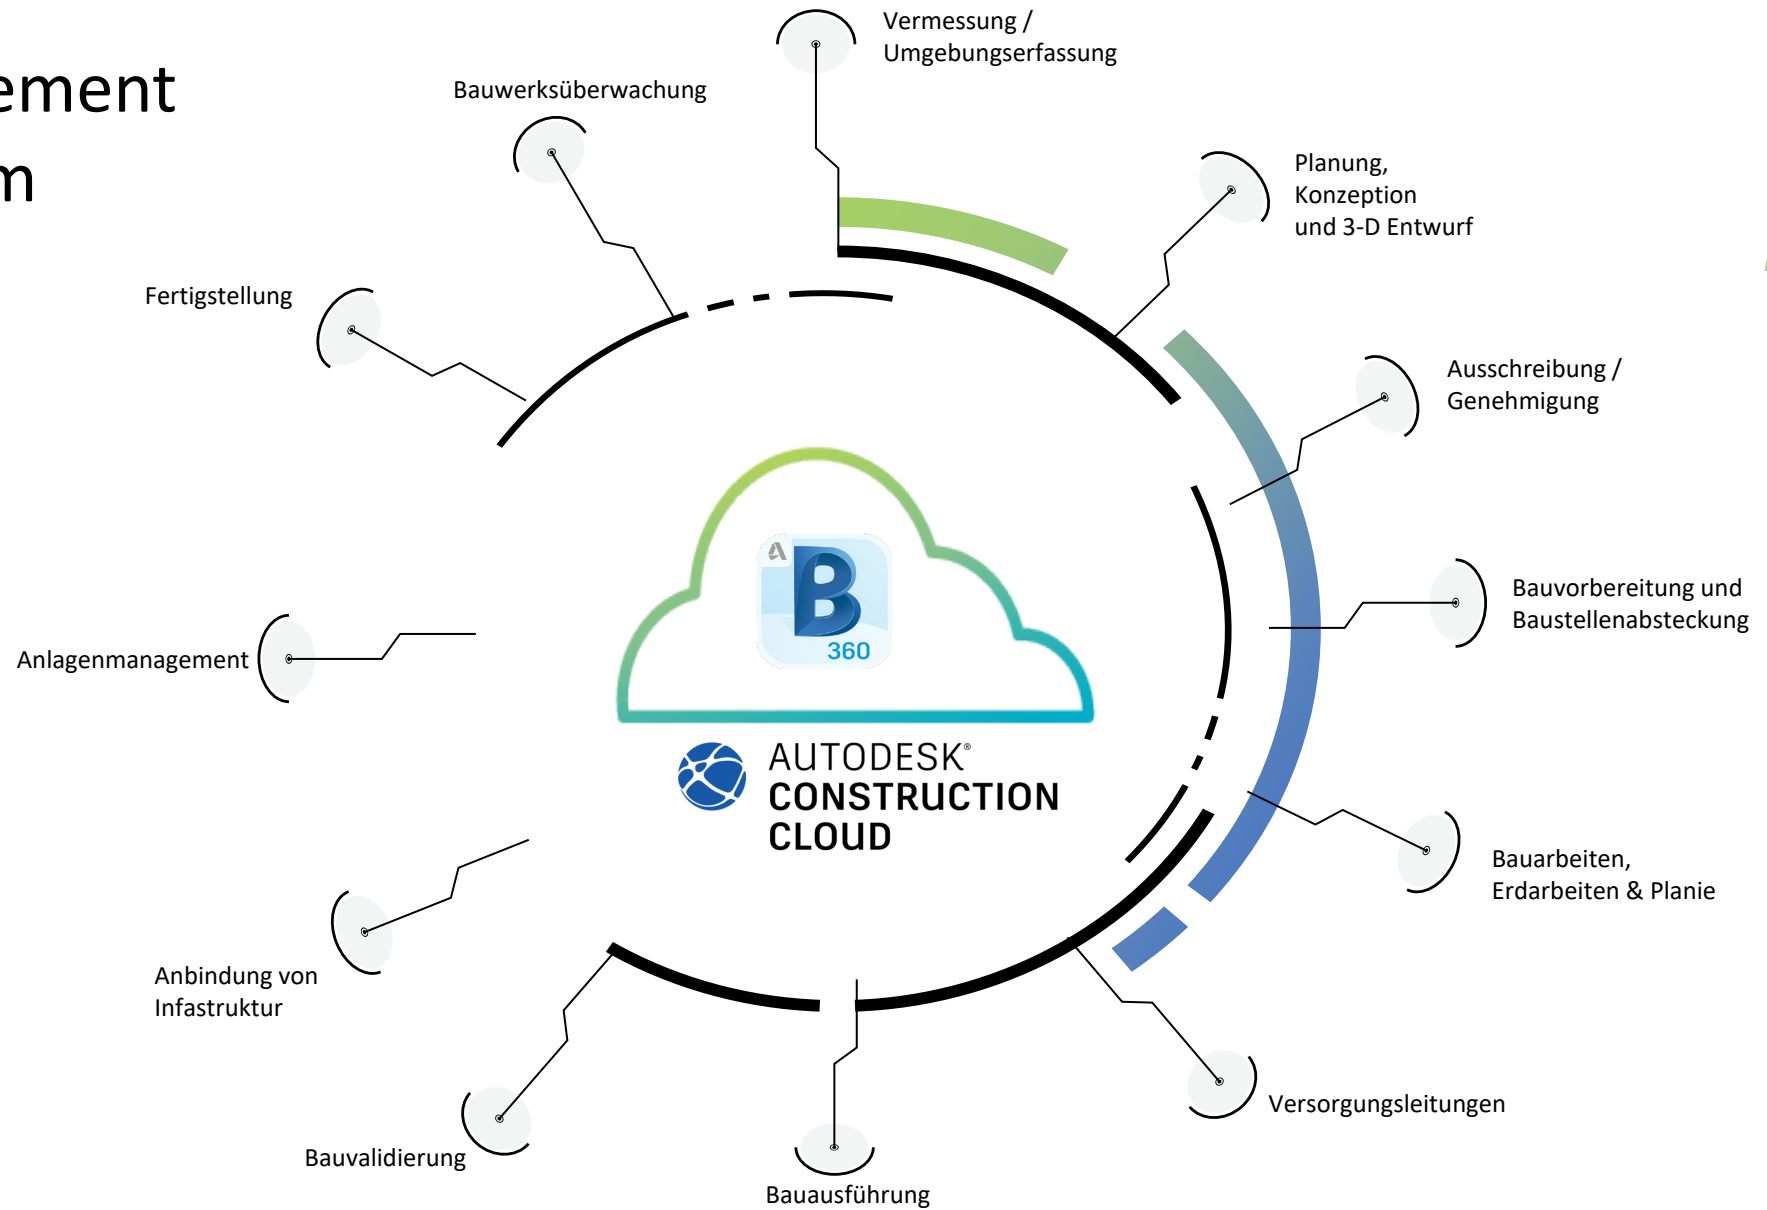 ement
m
Vermessung /
Umgebungserfassung
Bauwerksüberwachung
Planung,
Konzeption
und 3-D Entwurf
Fertigstellung
Ausschreibung /
Genehmigung
B
360
Bauvorbereitung und
Baustellenabsteckung
Anlagenmanagement
AUTODESK®
CONSTRUCTION
CLOUD
Bauarbeiten,
Erdarbeiten & Planie
Anbindung von
Infastruktur
Versorgungsleitungen
Bauvalidierung
Bauausführung